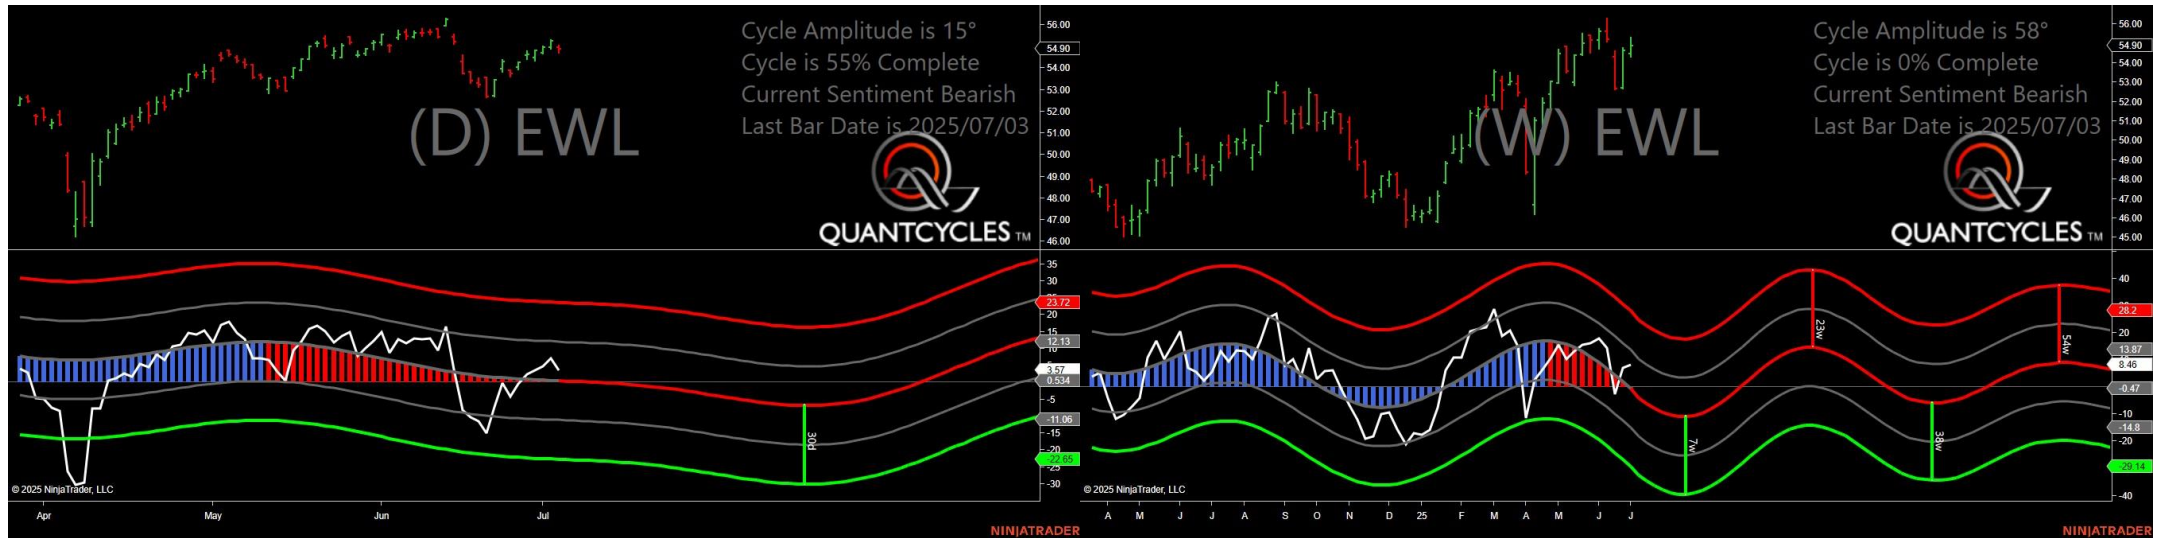 Cycle Amplitude is 15°
Cycle is 55% Complete
Current Sentiment Bearish
Last Bar Date is 2025/07/03
(D) EWL
QUANTCYCLES TM
56.00
54.90
54.00
53.00
52.00
51.00
50.00
49.00
48.00
47.00
46.00
35
30
23.72
20
15
12.13
10
3.57
0.534
-5
-11.06
-15
-22.65
-25
-30
30d
© 2025 NinjaTrader, LLC
Apr May Jun Jul
NINJATRADER
Cycle Amplitude is 58°
Cycle is 0% Complete
Current Sentiment Bearish
Last Bar Date is 2025/07/03
(W) EWL
QUANTCYCLES TM
56.00
54.90
54.00
53.00
52.00
51.00
50.00
49.00
48.00
47.00
46.00
45.00
40
28.2
20
13.87
8.46
-0.47
-10
-14.8
-20
-29.14
-40
23w
54w
7w
38w
© 2025 NinjaTrader, LLC
A M J J A S O N D 25 F M A M J J
NINJATRADER